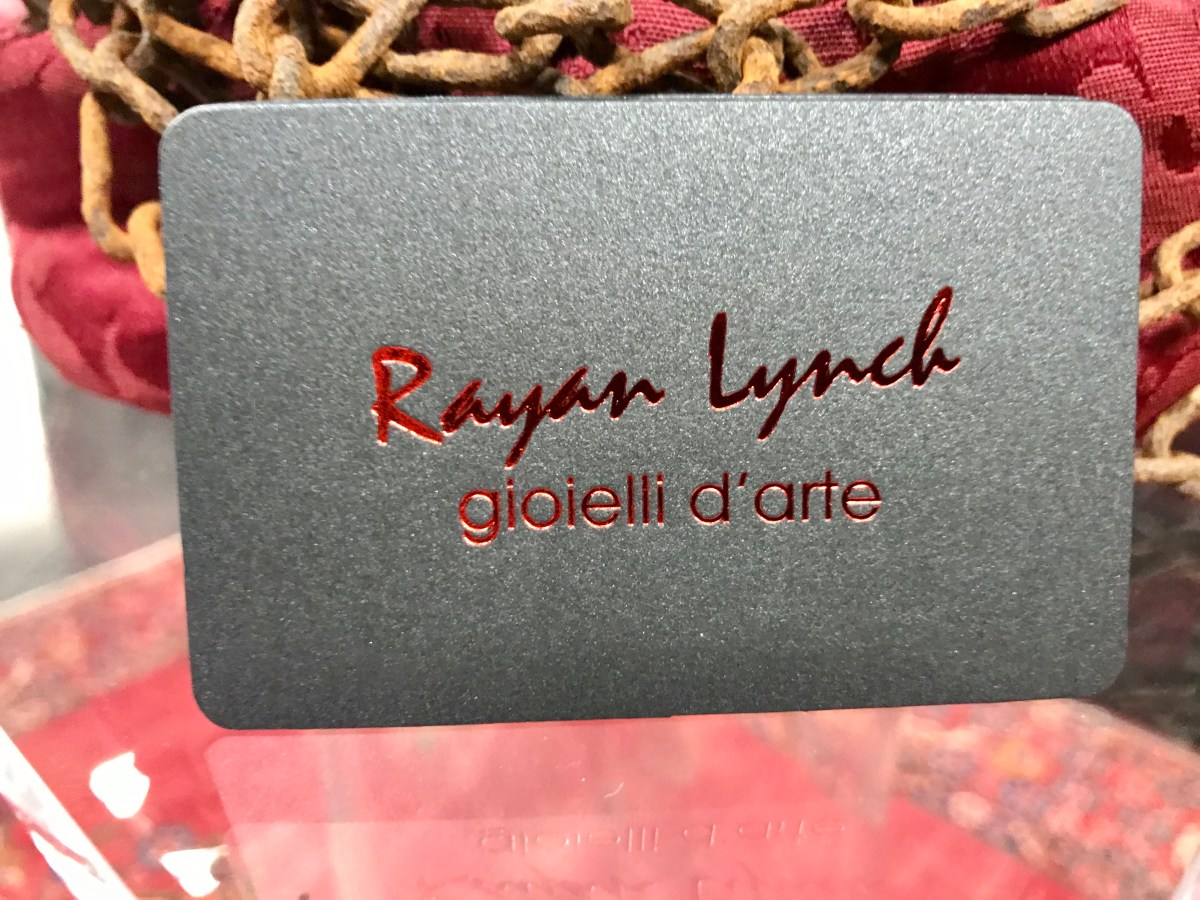 Rayan Lynch
gioielli d'arte